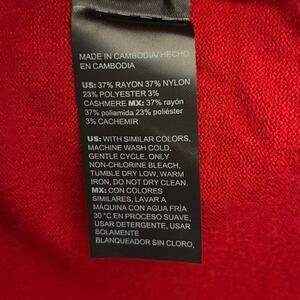 MADE IN CAMBODIA/HECHO
EN CAMBODIA
US: 37% RAYON 37% NYLON
23% POLYESTER 3%
CASHMERE MX: 37% rayón
37% poliamida 23% poliéster
3% CACHEMIR
US: WITH SIMILAR COLORS,
MACHINE WASH COLD,
GENTLE CYCLE, ONLY
NON-CHLORINE BLEACH,
TUMBLE DRY LOW, WARM
IRON, DO NOT DRY CLEAN.
MX: CON COLORES
SIMILARES, LAVAR A
MÁQUINA CON AGUA FRÍA
30 °C EN PROCESO SUAVE,
USAR DETERGENTE, USAR
SOLAMENTE
BLANQUEADOR SIN CLORO,